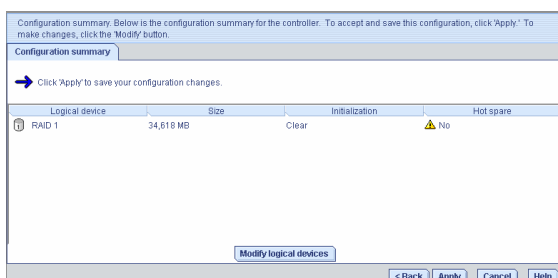 Configuration summary. Below is the configuration summary for the controller. To accept and save this configuration, click 'Apply.' To
make changes, click the 'Modify' button.
Configuration summary
Click 'Apply' to save your configuration changes.
Logical device Size Initialization Hot spare
RAID 1 34,618 MB Clear No
Modify logical devices
< Back Apply Cancel Help